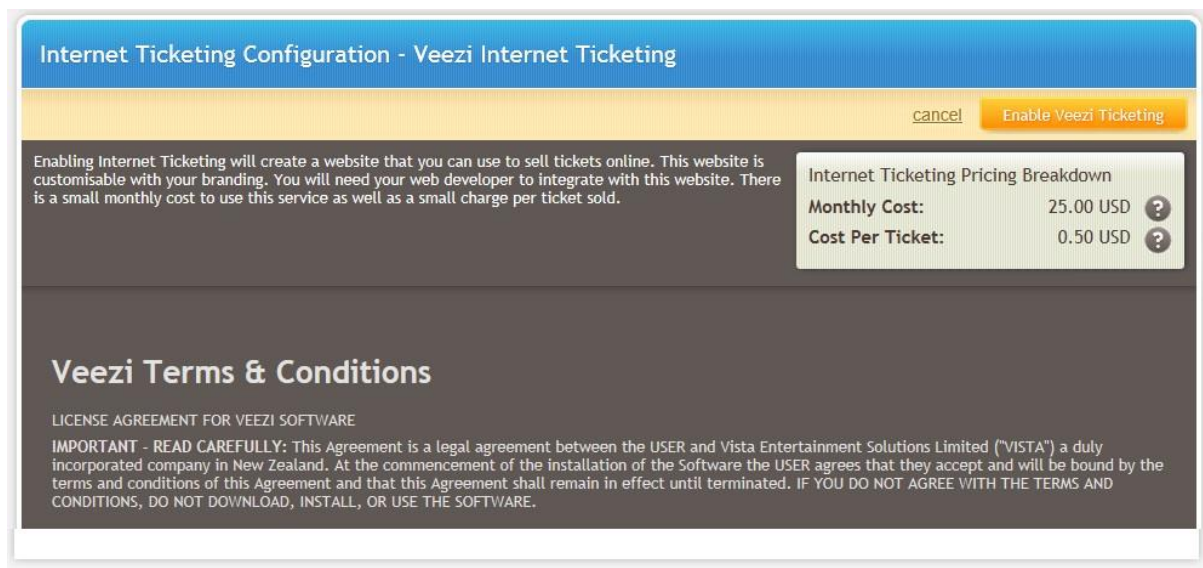 Internet Ticketing Configuration - Veezi Internet Ticketing
cancel
Enable Veezi Ticketing
Enabling Internet Ticketing will create a website that you can use to sell tickets online. This website is
customisable with your branding. You will need your web developer to integrate with this website. There
is a small monthly cost to use this service as well as a small charge per ticket sold.
Internet Ticketing Pricing Breakdown
Monthly Cost: 25.00 USD ?
Cost Per Ticket: 0.50 USD ?
Veezi Terms & Conditions
LICENSE AGREEMENT FOR VEEZI SOFTWARE
IMPORTANT - READ CAREFULLY: This Agreement is a legal agreement between the USER and Vista Entertainment Solutions Limited ("VISTA") a duly
incorporated company in New Zealand. At the commencement of the installation of the Software the USER agrees that they accept and will be bound by the
terms and conditions of this Agreement and that this Agreement shall remain in effect until terminated. IF YOU DO NOT AGREE WITH THE TERMS AND
CONDITIONS, DO NOT DOWNLOAD, INSTALL, OR USE THE SOFTWARE.